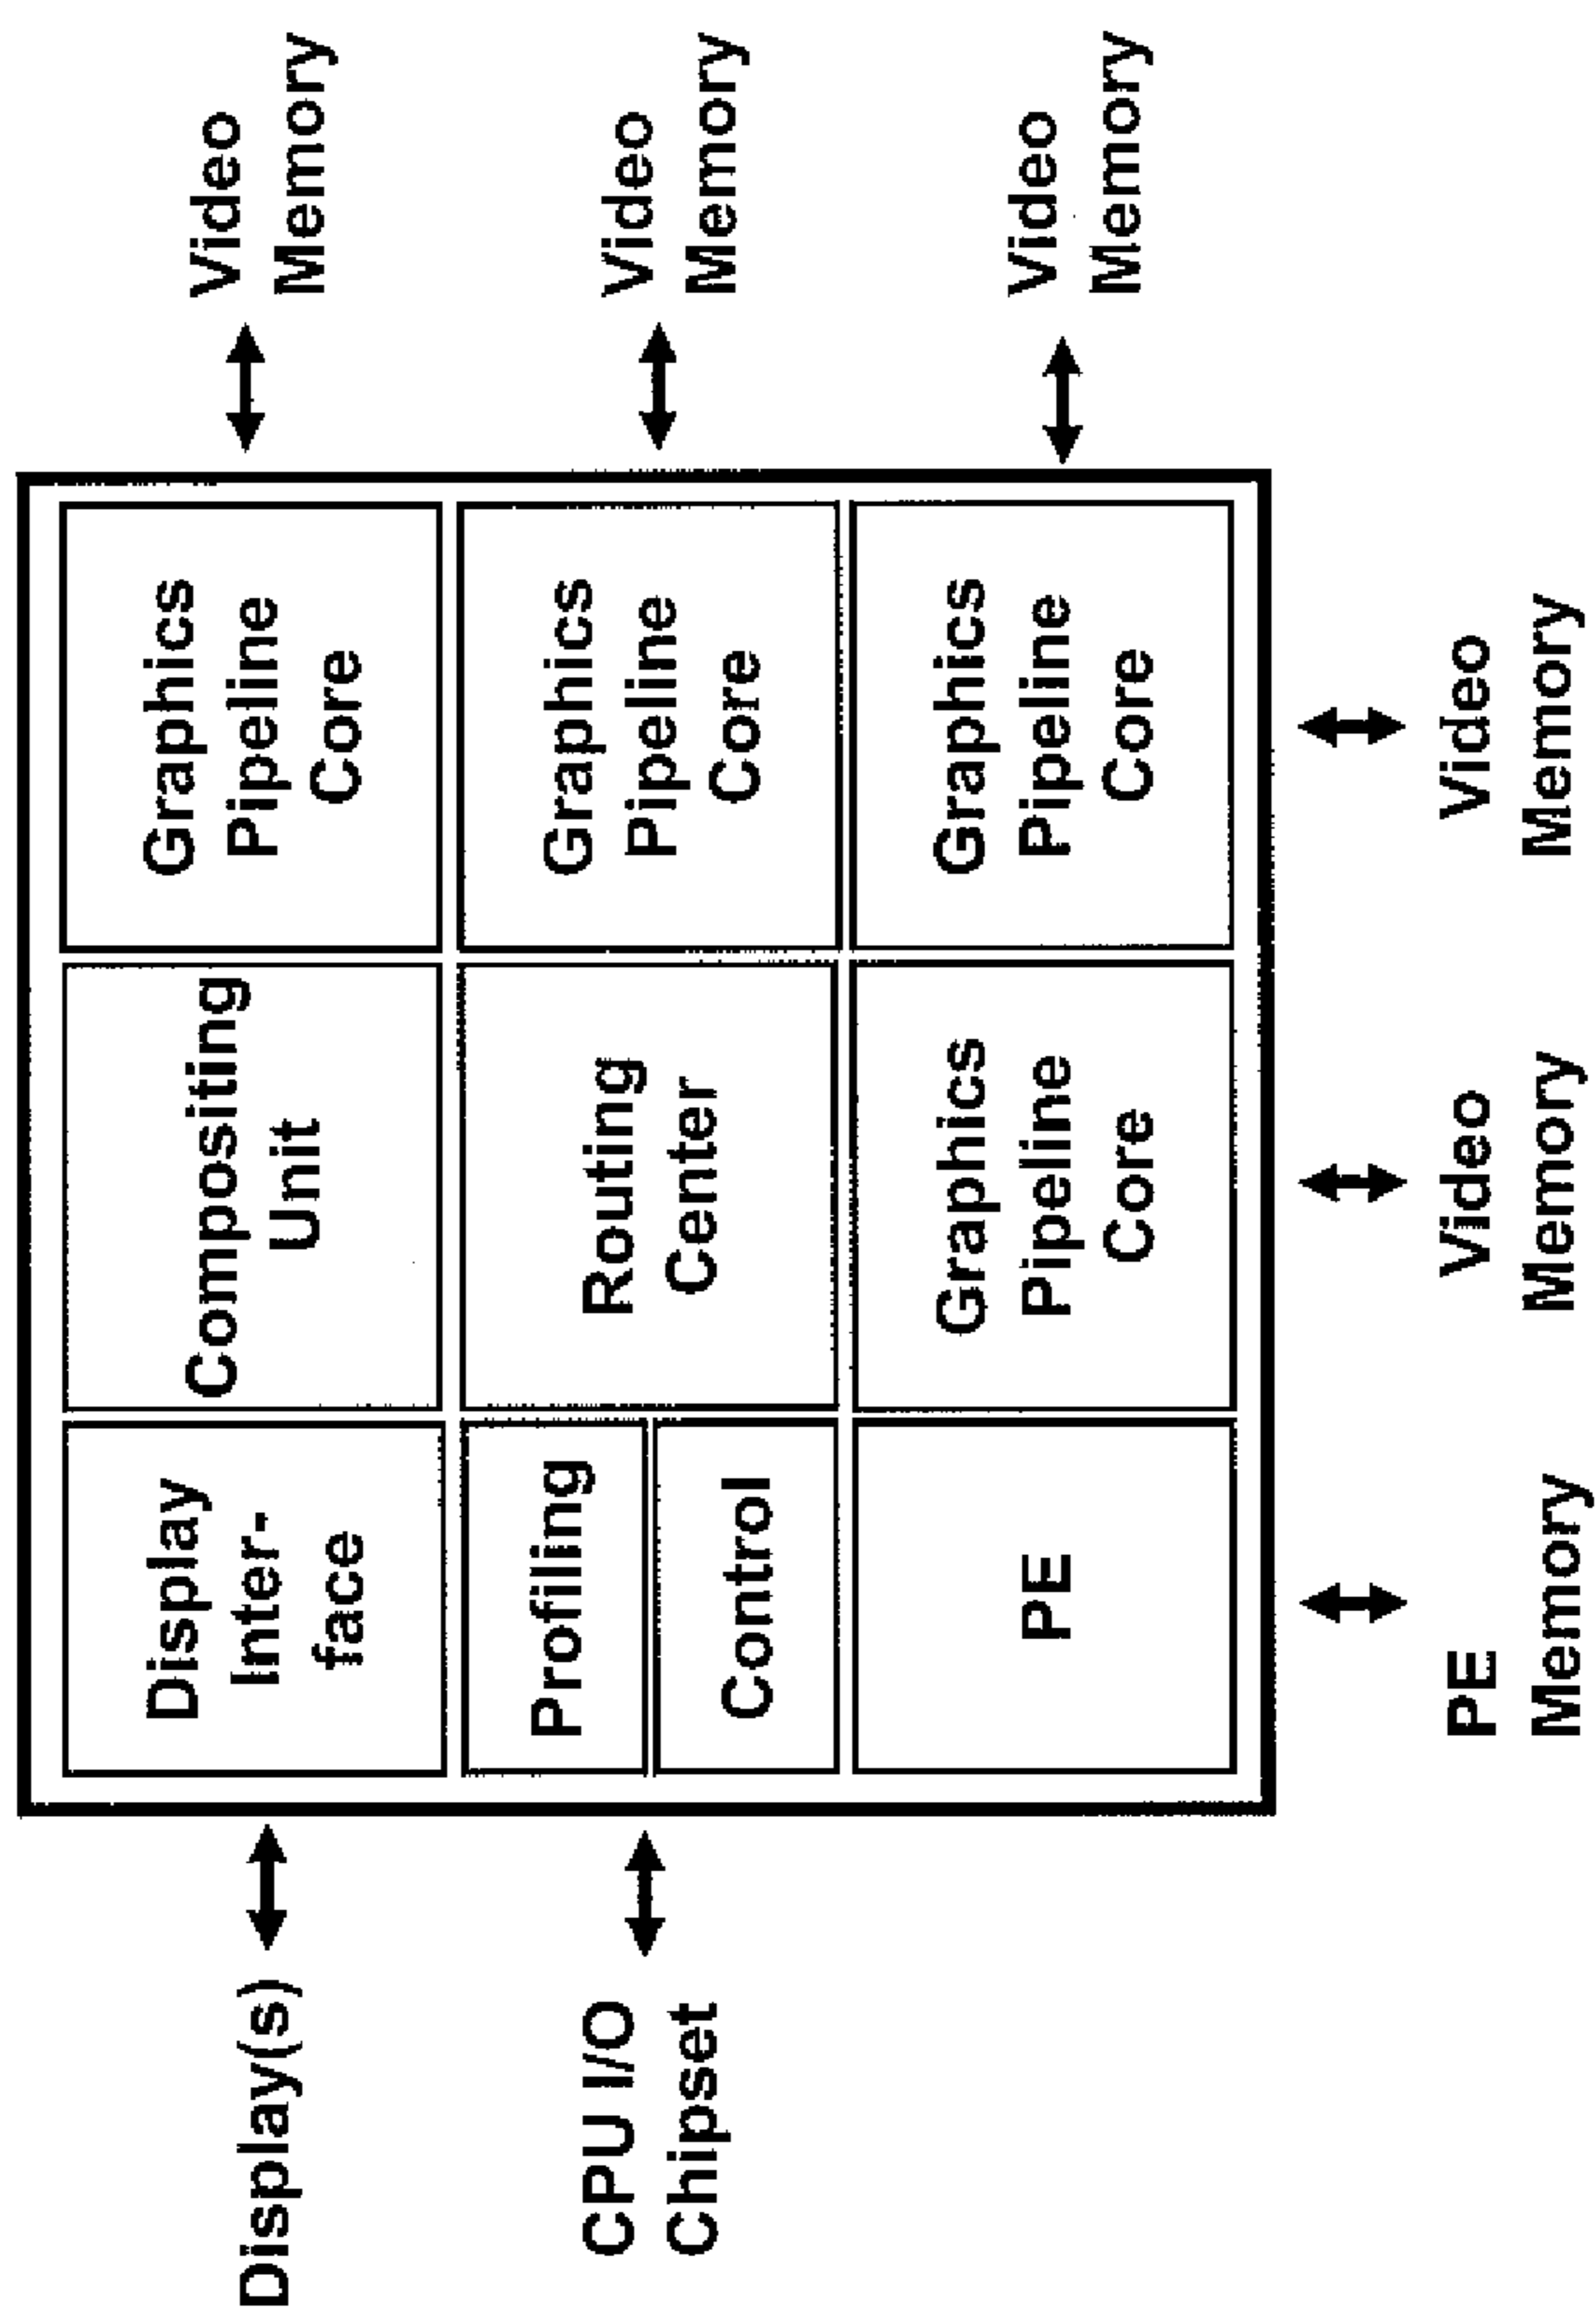 Display(s)
Display
Inter-
face
Compositing
Unit
Graphics
Pipeline
Core
Video
Memory
CPU I/O
Chipset
Profiling
Control
Routing
Center
Graphics
Pipeline
Core
Video
Memory
PE
Graphics
Pipeline
Core
Graphics
Pipeline
Core
Video
Memory
PE
Memory
Video
Memory
Video
Memory